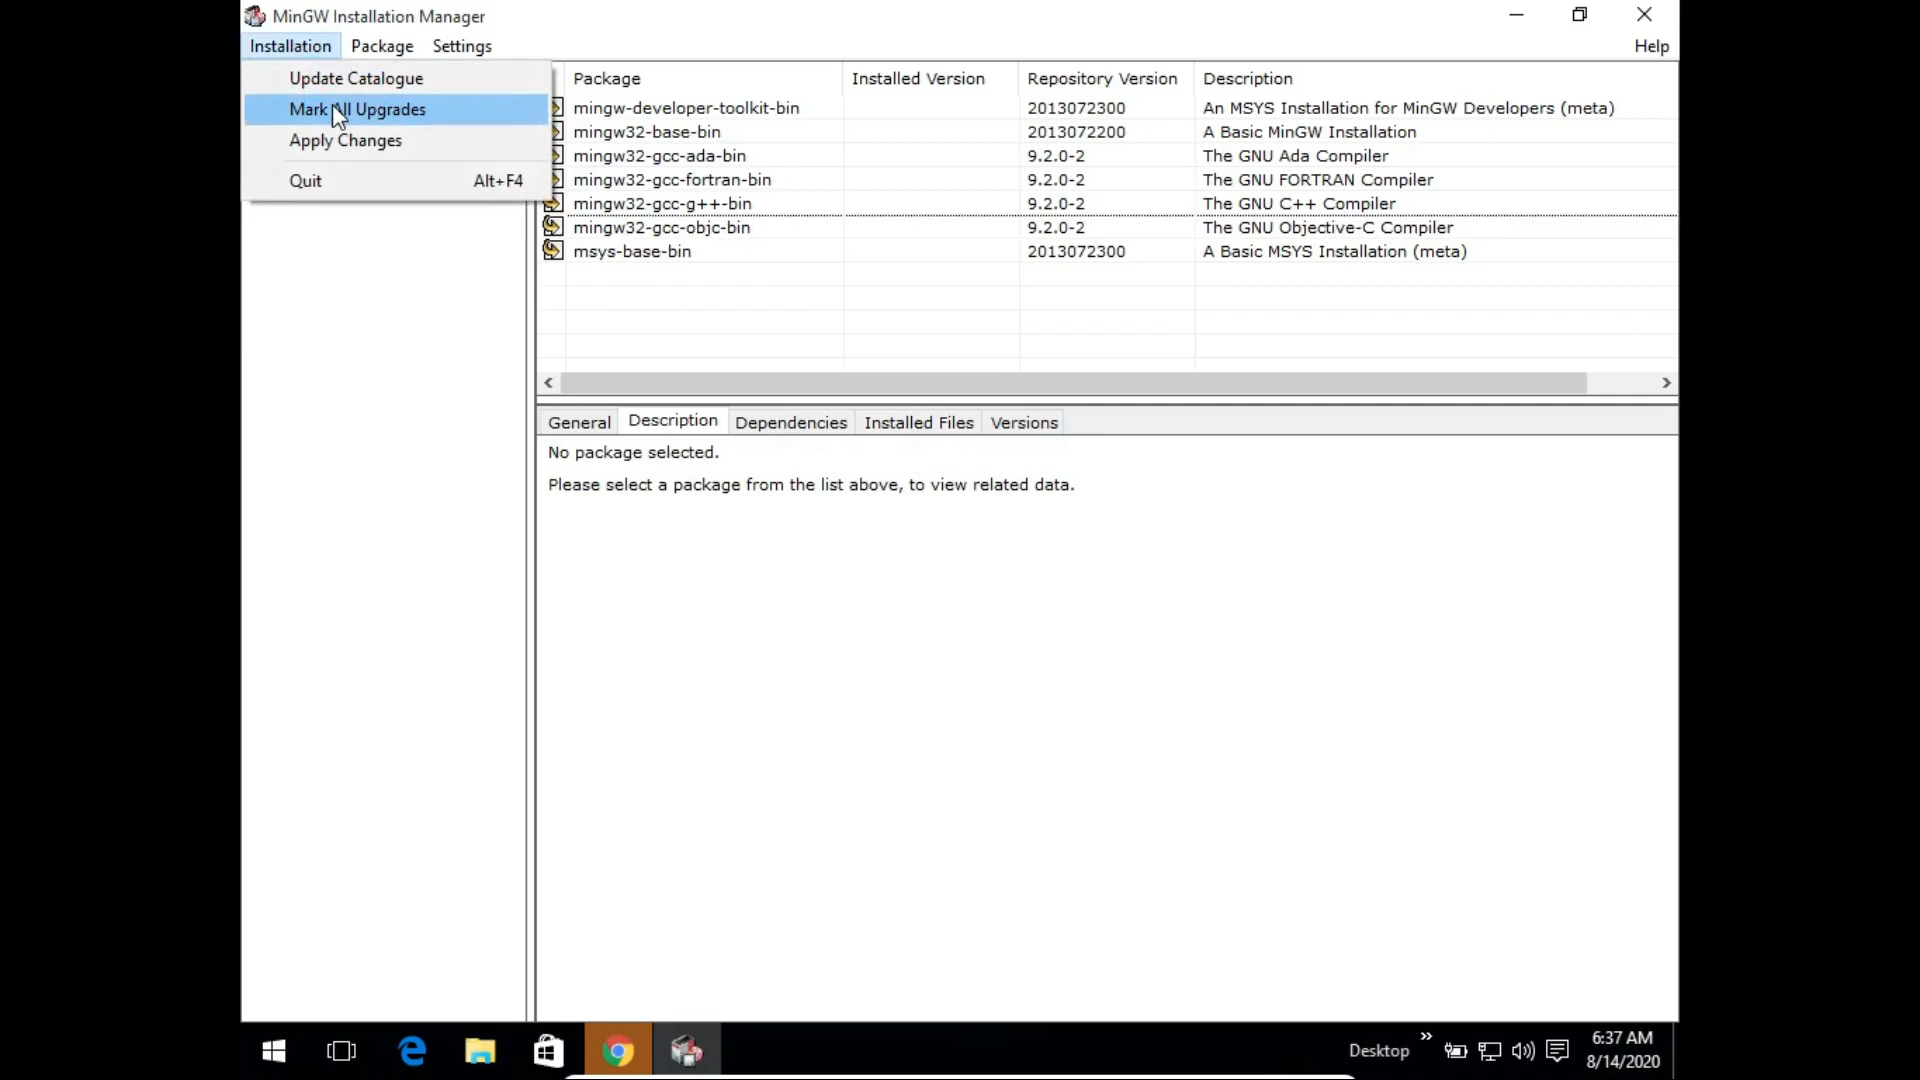 MinGW Installation Manager
Installation Package Settings Help
Update Catalogue
Mark All Upgrades
Apply Changes
Quit Alt+F4
Package Installed Version Repository Version Description
mingw-developer-toolkit-bin 2013072300 An MSYS Installation for MinGW Developers (meta)
mingw32-base-bin 2013072200 A Basic MinGW Installation
mingw32-gcc-ada-bin 9.2.0-2 The GNU Ada Compiler
mingw32-gcc-fortran-bin 9.2.0-2 The GNU FORTRAN Compiler
mingw32-gcc-g++-bin 9.2.0-2 The GNU C++ Compiler
mingw32-gcc-objc-bin 9.2.0-2 The GNU Objective-C Compiler
msys-base-bin 2013072300 A Basic MSYS Installation (meta)
General Description Dependencies Installed Files Versions
No package selected.
Please select a package from the list above, to view related data.
Desktop
6:37 AM
8/14/2020